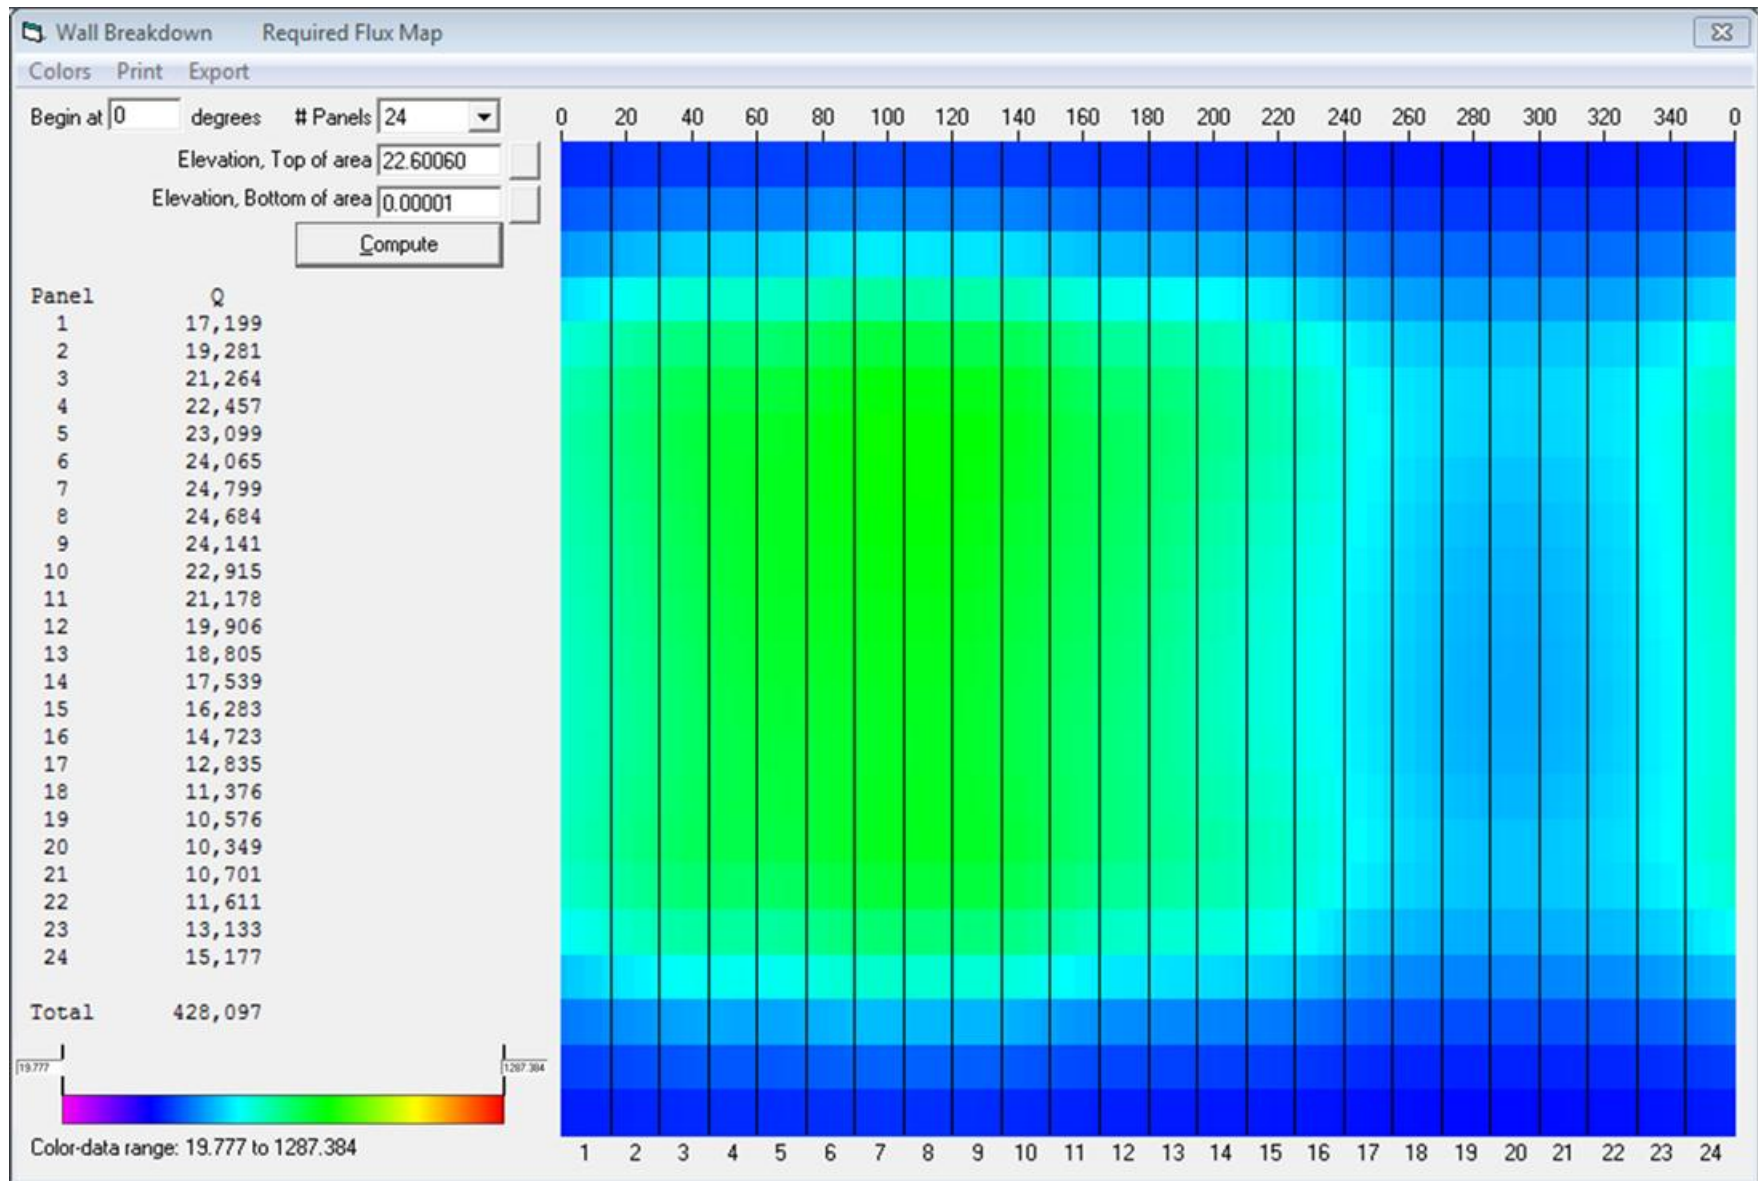 Wall Breakdown Required Flux Map
Colors Print Export
Begin at 0 degrees # Panels 24
Elevation, Top of area 22.60060
Elevation, Bottom of area 0.00001
Compute
Panel Q
1 17,199
2 19,281
3 21,264
4 22,457
5 23,099
6 24,065
7 24,799
8 24,684
9 24,141
10 22,915
11 21,178
12 19,906
13 18,805
14 17,539
15 16,283
16 14,723
17 12,835
18 11,376
19 10,576
20 10,349
21 10,701
22 11,611
23 13,133
24 15,177
Total 428,097
19.777 1287.384
Color-data range: 19.777 to 1287.384
0 20 40 60 80 100 120 140 160 180 200 220 240 260 280 300 320 340 0
1 2 3 4 5 6 7 8 9 10 11 12 13 14 15 16 17 18 19 20 21 22 23 24